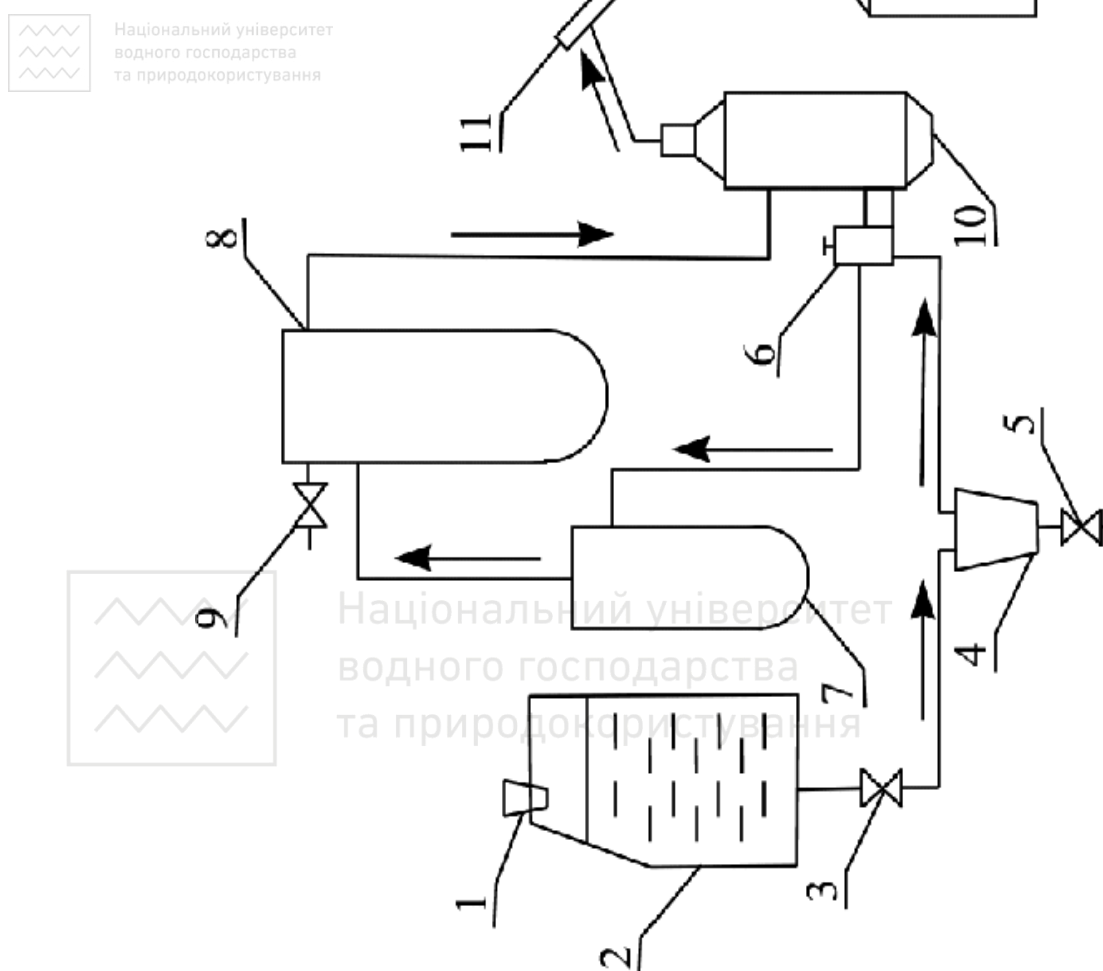 Національний університет
водного господарства
та природокористування
11
8
10
6
5
9
Національний університет
водного господарства
та природокористування
4
7
3
1
2